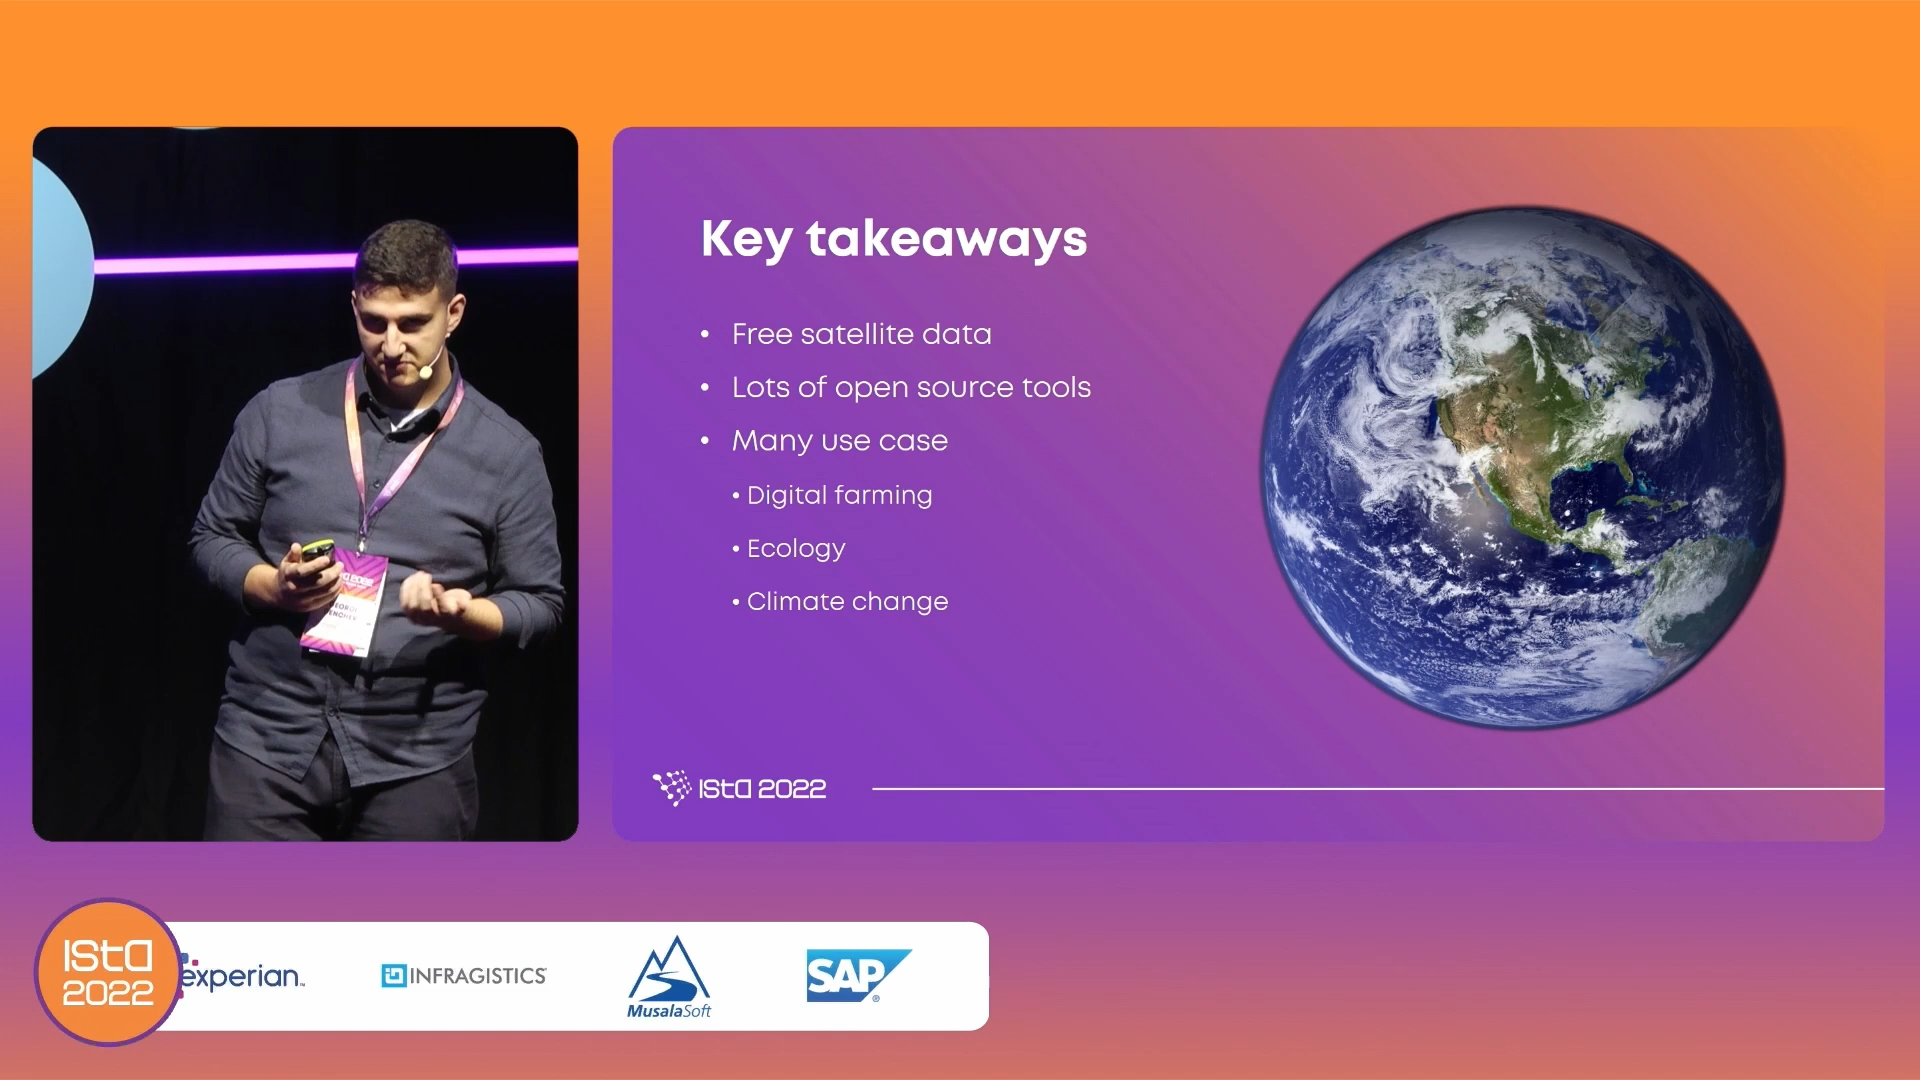 Key takeaways
• Free satellite data
• Lots of open source tools
• Many use case
• Digital farming
• Ecology
• Climate change
ISTA 2022
ISTA
2022
experian™
INFRAGISTICS®
MusalaSoft
SAP®